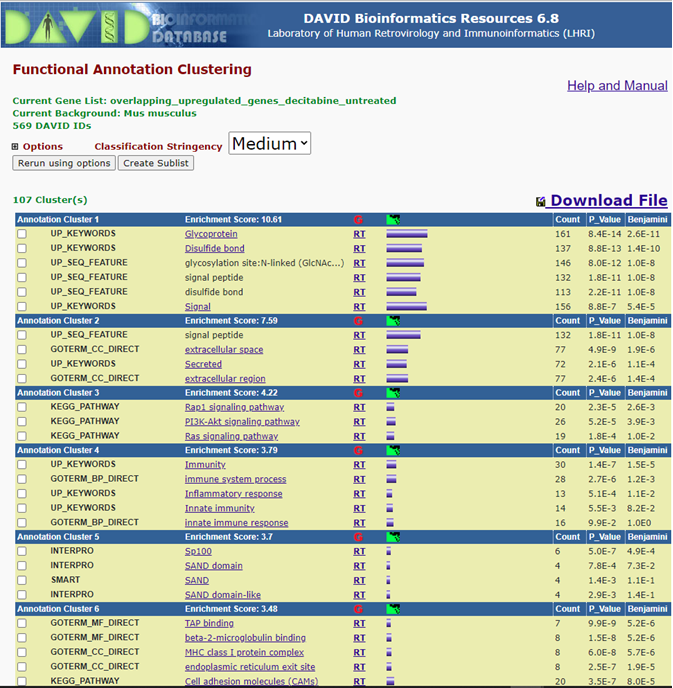 DAVID BIOINFORMATICS DATABASE
DAVID Bioinformatics Resources 6.8
Laboratory of Human Retrovirology and Immunoinformatics (LHRI)
Functional Annotation Clustering
Help and Manual
Current Gene List: overlapping_upregulated_genes_decitabine_untreated
Current Background: Mus musculus
569 DAVID IDs
Options Classification Stringency Medium
Rerun using options Create Sublist
107 Cluster(s) Download File
Annotation Cluster 1 Enrichment Score: 10.61 G Count P_Value Benjamini
UP_KEYWORDS Glycoprotein RT 161 8.4E-14 2.6E-11
UP_KEYWORDS Disulfide bond RT 137 8.8E-13 1.4E-10
UP_SEQ_FEATURE glycosylation site:N-linked (GlcNAc...) RT 146 8.0E-12 1.0E-8
UP_SEQ_FEATURE signal peptide RT 132 1.8E-11 1.0E-8
UP_SEQ_FEATURE disulfide bond RT 113 2.2E-11 1.0E-8
UP_KEYWORDS Signal RT 156 8.8E-7 5.4E-5
Annotation Cluster 2 Enrichment Score: 7.59 G Count P_Value Benjamini
UP_SEQ_FEATURE signal peptide RT 132 1.8E-11 1.0E-8
GOTERM_CC_DIRECT extracellular space RT 77 4.9E-9 1.9E-6
UP_KEYWORDS Secreted RT 72 2.1E-6 1.1E-4
GOTERM_CC_DIRECT extracellular region RT 77 2.4E-6 1.4E-4
Annotation Cluster 3 Enrichment Score: 4.22 G Count P_Value Benjamini
KEGG_PATHWAY Rap1 signaling pathway RT 20 2.3E-5 2.6E-3
KEGG_PATHWAY PI3K-Akt signaling pathway RT 26 5.2E-5 3.9E-3
KEGG_PATHWAY Ras signaling pathway RT 19 1.8E-4 1.0E-2
Annotation Cluster 4 Enrichment Score: 3.79 G Count P_Value Benjamini
UP_KEYWORDS Immunity RT 30 1.4E-7 1.5E-5
GOTERM_BP_DIRECT immune system process RT 28 2.7E-6 1.2E-3
UP_KEYWORDS Inflammatory response RT 13 5.1E-4 1.1E-2
UP_KEYWORDS Innate immunity RT 14 5.5E-3 8.2E-2
GOTERM_BP_DIRECT innate immune response RT 16 9.9E-2 1.0E0
Annotation Cluster 5 Enrichment Score: 3.7 G Count P_Value Benjamini
INTERPRO Sp100 RT 6 5.0E-7 4.9E-4
INTERPRO SAND domain RT 4 7.8E-4 7.3E-2
SMART SAND RT 4 1.4E-3 1.1E-1
INTERPRO SAND domain-like RT 4 2.9E-3 1.4E-1
Annotation Cluster 6 Enrichment Score: 3.48 G Count P_Value Benjamini
GOTERM_MF_DIRECT TAP binding RT 7 9.9E-9 5.2E-6
GOTERM_MF_DIRECT beta-2-microglobulin binding RT 8 1.5E-8 5.2E-6
GOTERM_CC_DIRECT MHC class I protein complex RT 8 6.0E-8 5.7E-6
GOTERM_CC_DIRECT endoplasmic reticulum exit site RT 8 2.5E-7 1.9E-5
KEGG_PATHWAY Cell adhesion molecules (CAMs) RT 20 3.5E-7 8.0E-5